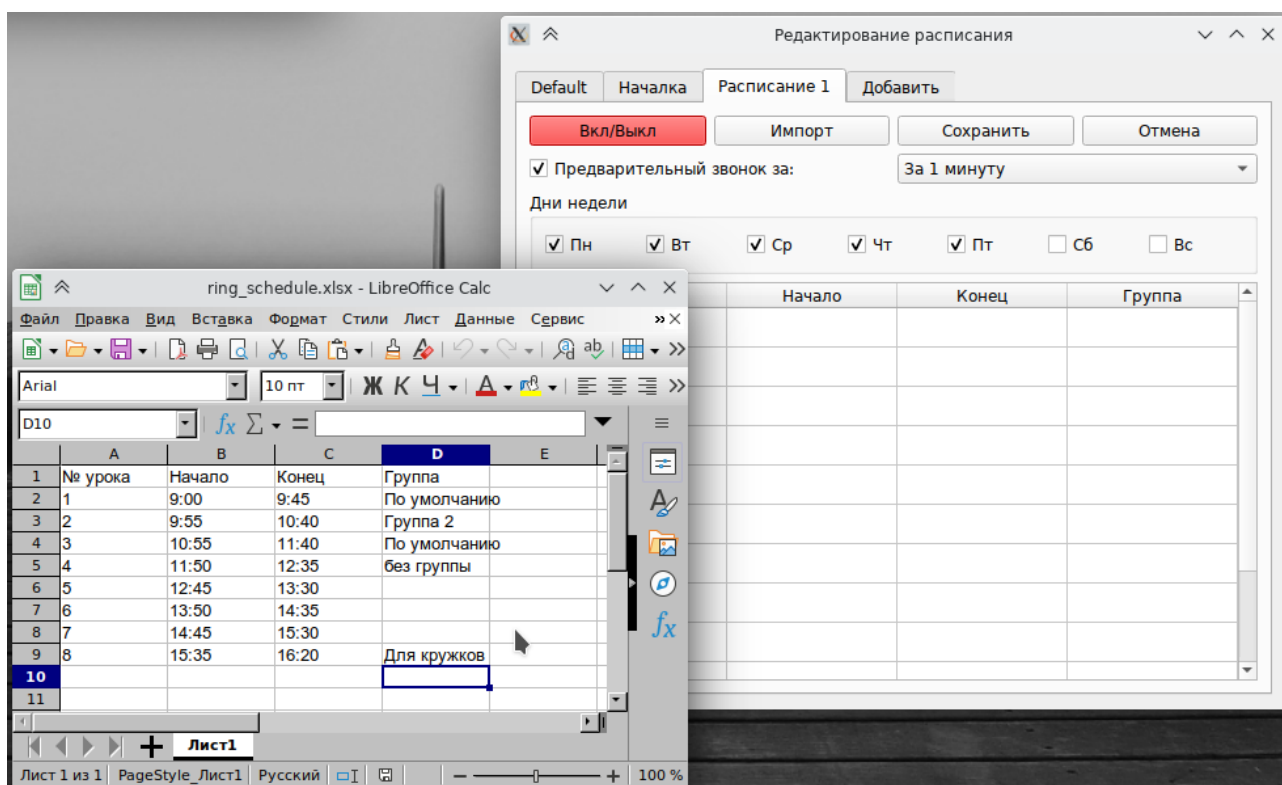 Редактирование расписания
Default Началка Расписание 1 Добавить
Вкл/Выкл Импорт Сохранить Отмена
Предварительный звонок за: За 1 минуту
Дни недели
Пн Вт Ср Чт Пт Сб Вс
Начало Конец Группа
ring_schedule.xlsx - LibreOffice Calc
Файл Правка Вид Вставка Формат Стили Лист Данные Сервис
Arial 10 пт Ж К Ч А
D10
A B C D E
1 № урока Начало Конец Группа
2 1 9:00 9:45 По умолчанию
3 2 9:55 10:40 Группа 2
4 3 10:55 11:40 По умолчанию
5 4 11:50 12:35 без группы
6 5 12:45 13:30
7 6 13:50 14:35
8 7 14:45 15:30
9 8 15:35 16:20 Для кружков
10
11
Лист1
Лист 1 из 1 PageStyle_Лист1 Русский 100 %